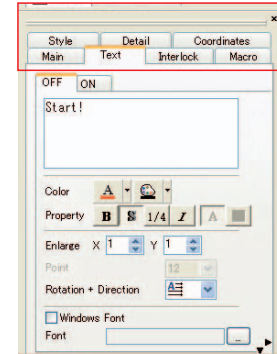 Style Detail Coordinates
Main Text Interlock Macro
OFF ON
Start!
Color A
Property B S 1/4 I A
Enlarge X 1 Y 1
Point 12
Rotation + Direction A
Windows Font
Font ...